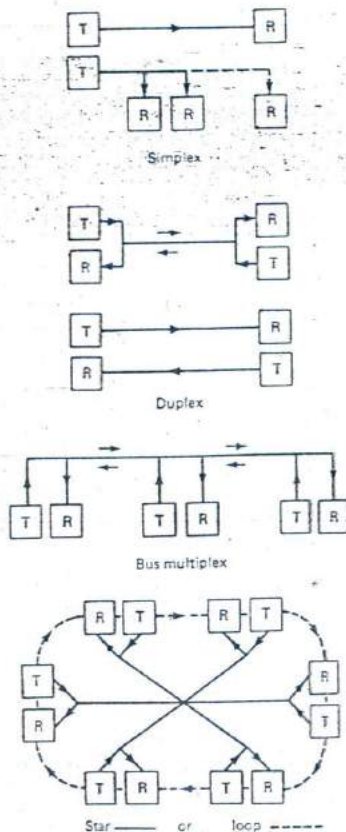 T R
T
R R R
Simplex
T R
R T
T R
R T
Duplex
T R T R T R
Bus multiplex
R T R T
T R
R T
T R T R
Star or loop